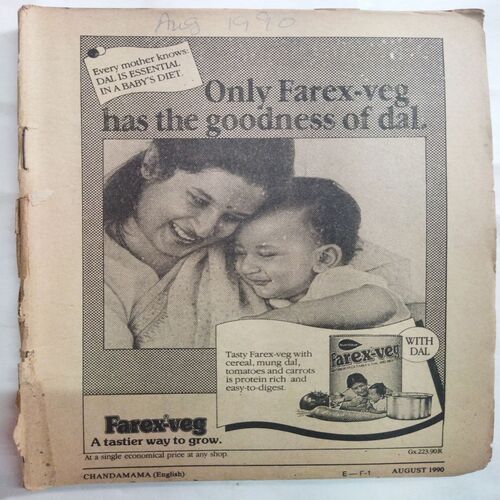 Aug 1990
Every mother knows:
DAL IS ESSENTIAL
IN A BABY'S DIET.
Only Farex-veg
has the goodness of dal.
Tasty Farex-veg with
cereal, mung dal,
tomatoes and carrots
is protein rich and
easy-to-digest.
farex-veg
WITH
DAL
Farex-veg
A tastier way to grow.
At a single economical price at any shop.
Gx.223.90R
CHANDAMAMA (English)
E—F-1
AUGUST 1990